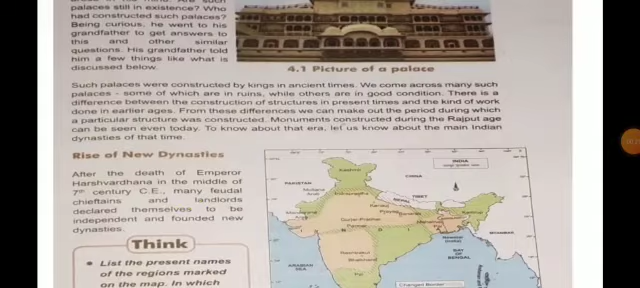 palaces still in existence? Who
had constructed such palaces?
Being curious, he went to his
grandfather to get answers to
this and other similar
questions. His grandfather told
him a few things like what is
discussed below.
4.1 Picture of a palace
Such palaces were constructed by kings in ancient times. We come across many such
palaces - some of which are in ruins, while others are in good condition. There is a
difference between the construction of structures in present times and the kind of work
done in earlier ages. From these differences we can make out the period during which
a particular structure was constructed. Monuments constructed during the Rajput age
can be seen even today. To know about that era, let us know about the main Indian
dynasties of that time.
Rise of New Dynasties
After the death of Emperor
Harshvardhana in the middle of
7th century C.E., many feudal
chieftains and landlords
declared themselves to be
independent and founded new
dynasties.
Think
• List the present names
of the regions marked
on the map. In which
INDIA
Kashmir
PAKISTAN
CHINA
TIBET
NEPAL
MYANMAR
ARABIAN
SEA
BAY
OF
BENGAL